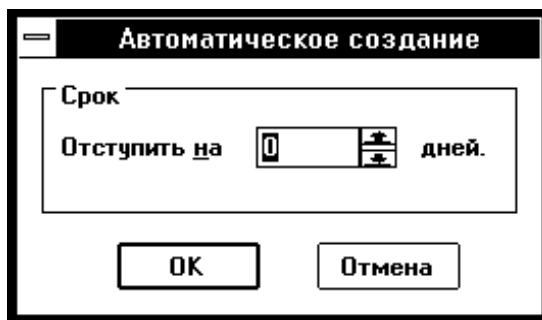 Автоматическое создание
Срок
Отступить на 0 дней.
OK Отмена